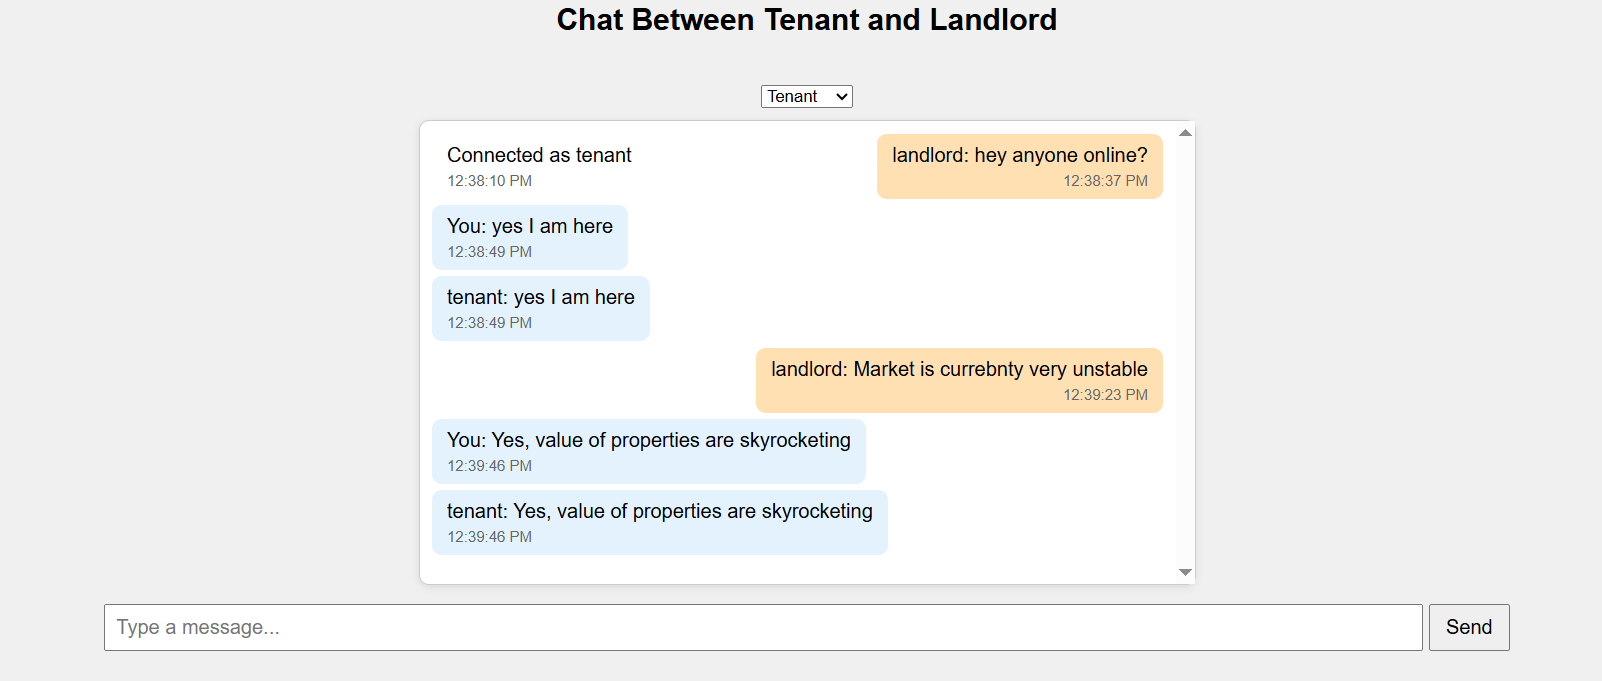 Chat Between Tenant and Landlord
Tenant
Connected as tenant
12:38:10 PM
landlord: hey anyone online?
12:38:37 PM
You: yes I am here
12:38:49 PM
tenant: yes I am here
12:38:49 PM
landlord: Market is currebnty very unstable
12:39:23 PM
You: Yes, value of properties are skyrocketing
12:39:46 PM
tenant: Yes, value of properties are skyrocketing
12:39:46 PM
Type a message...
Send